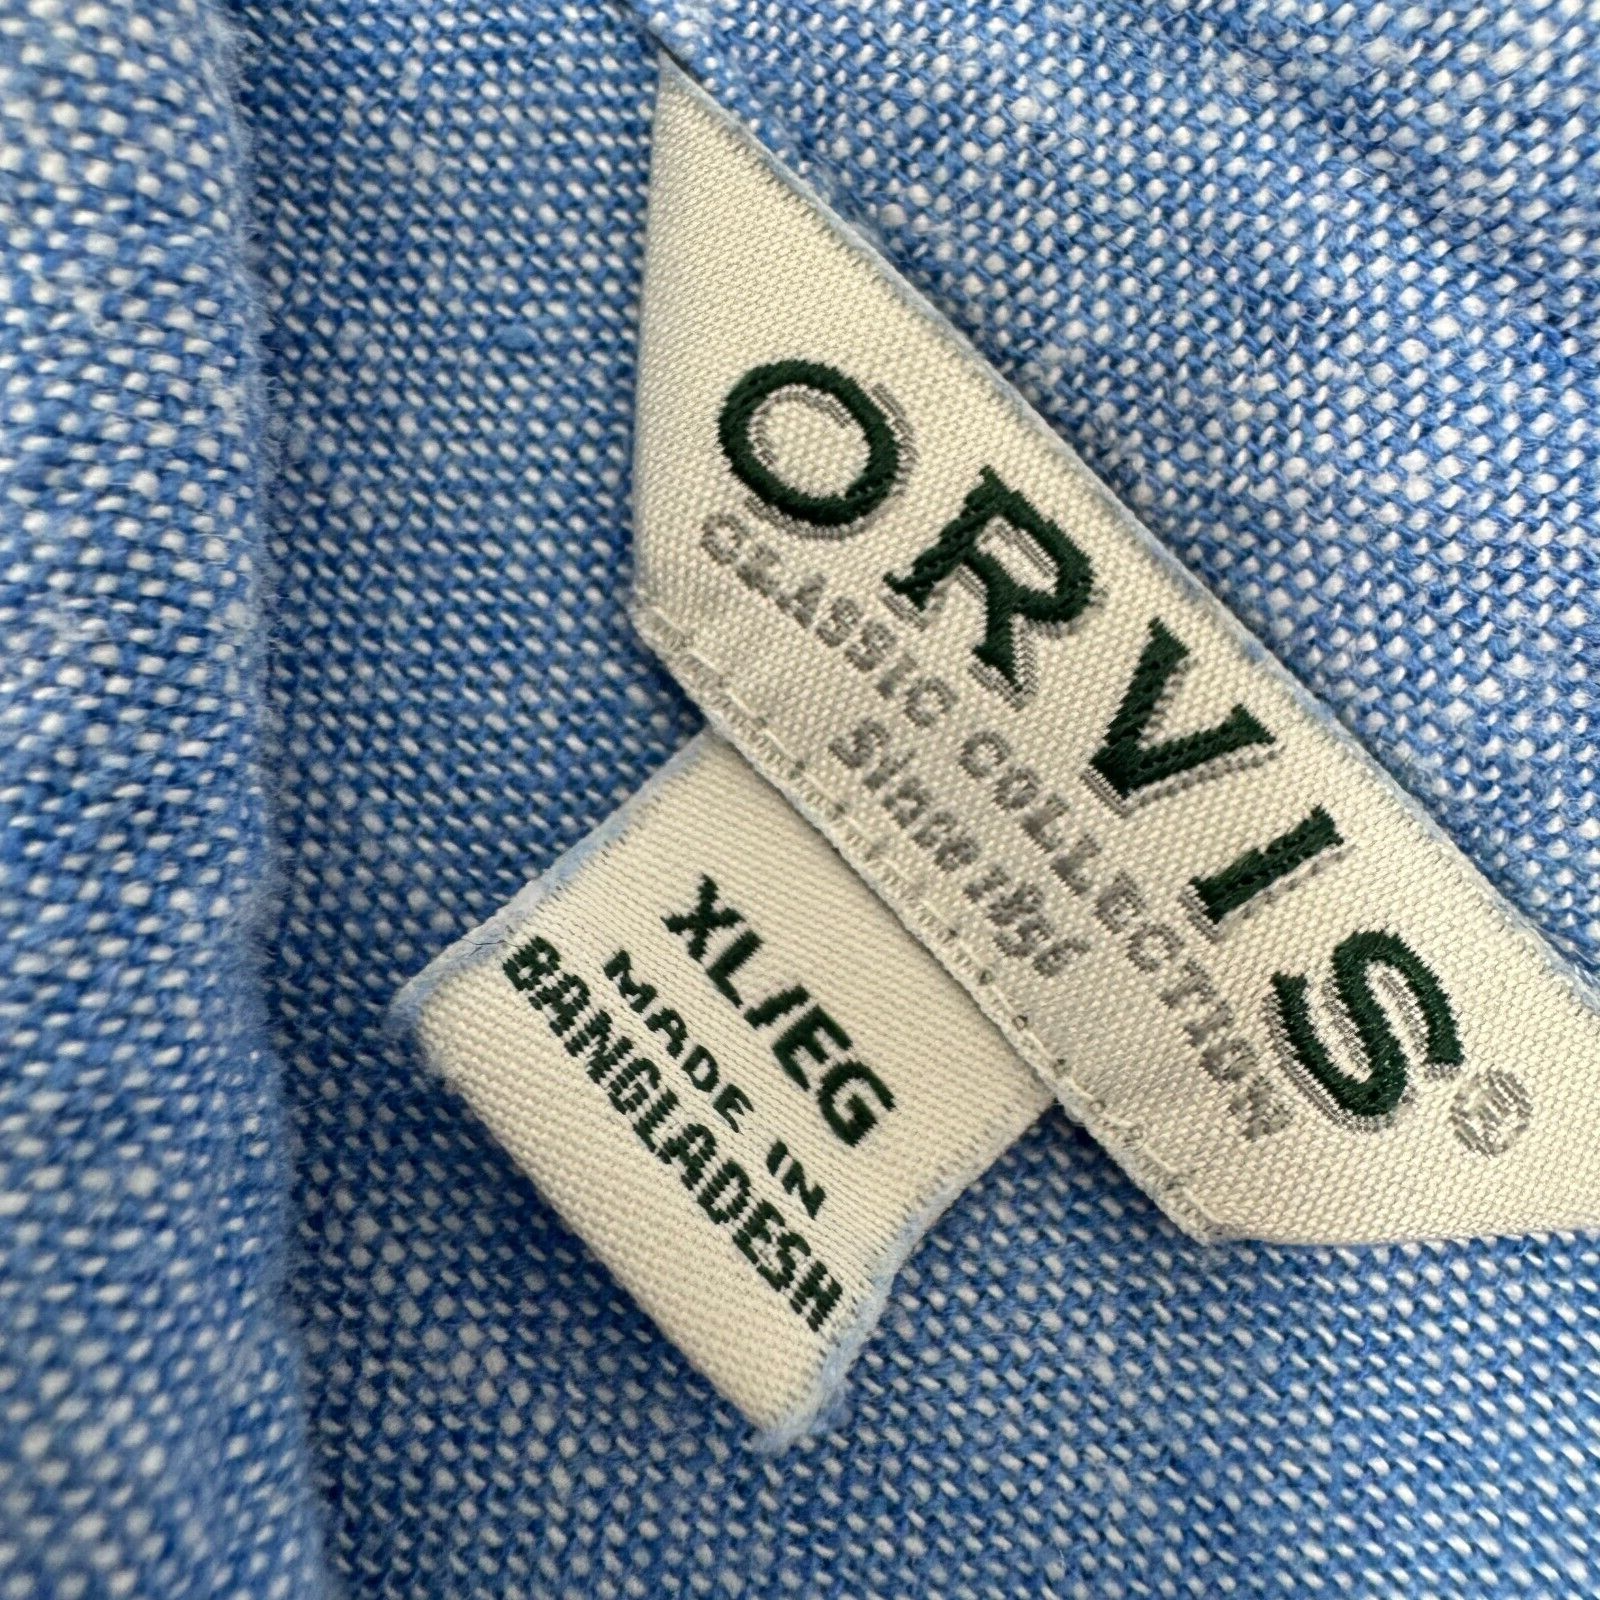 ORVIS®
CLASSIC COLLECTION
Since 1856
XL/EG
MADE IN
BANGLADESH